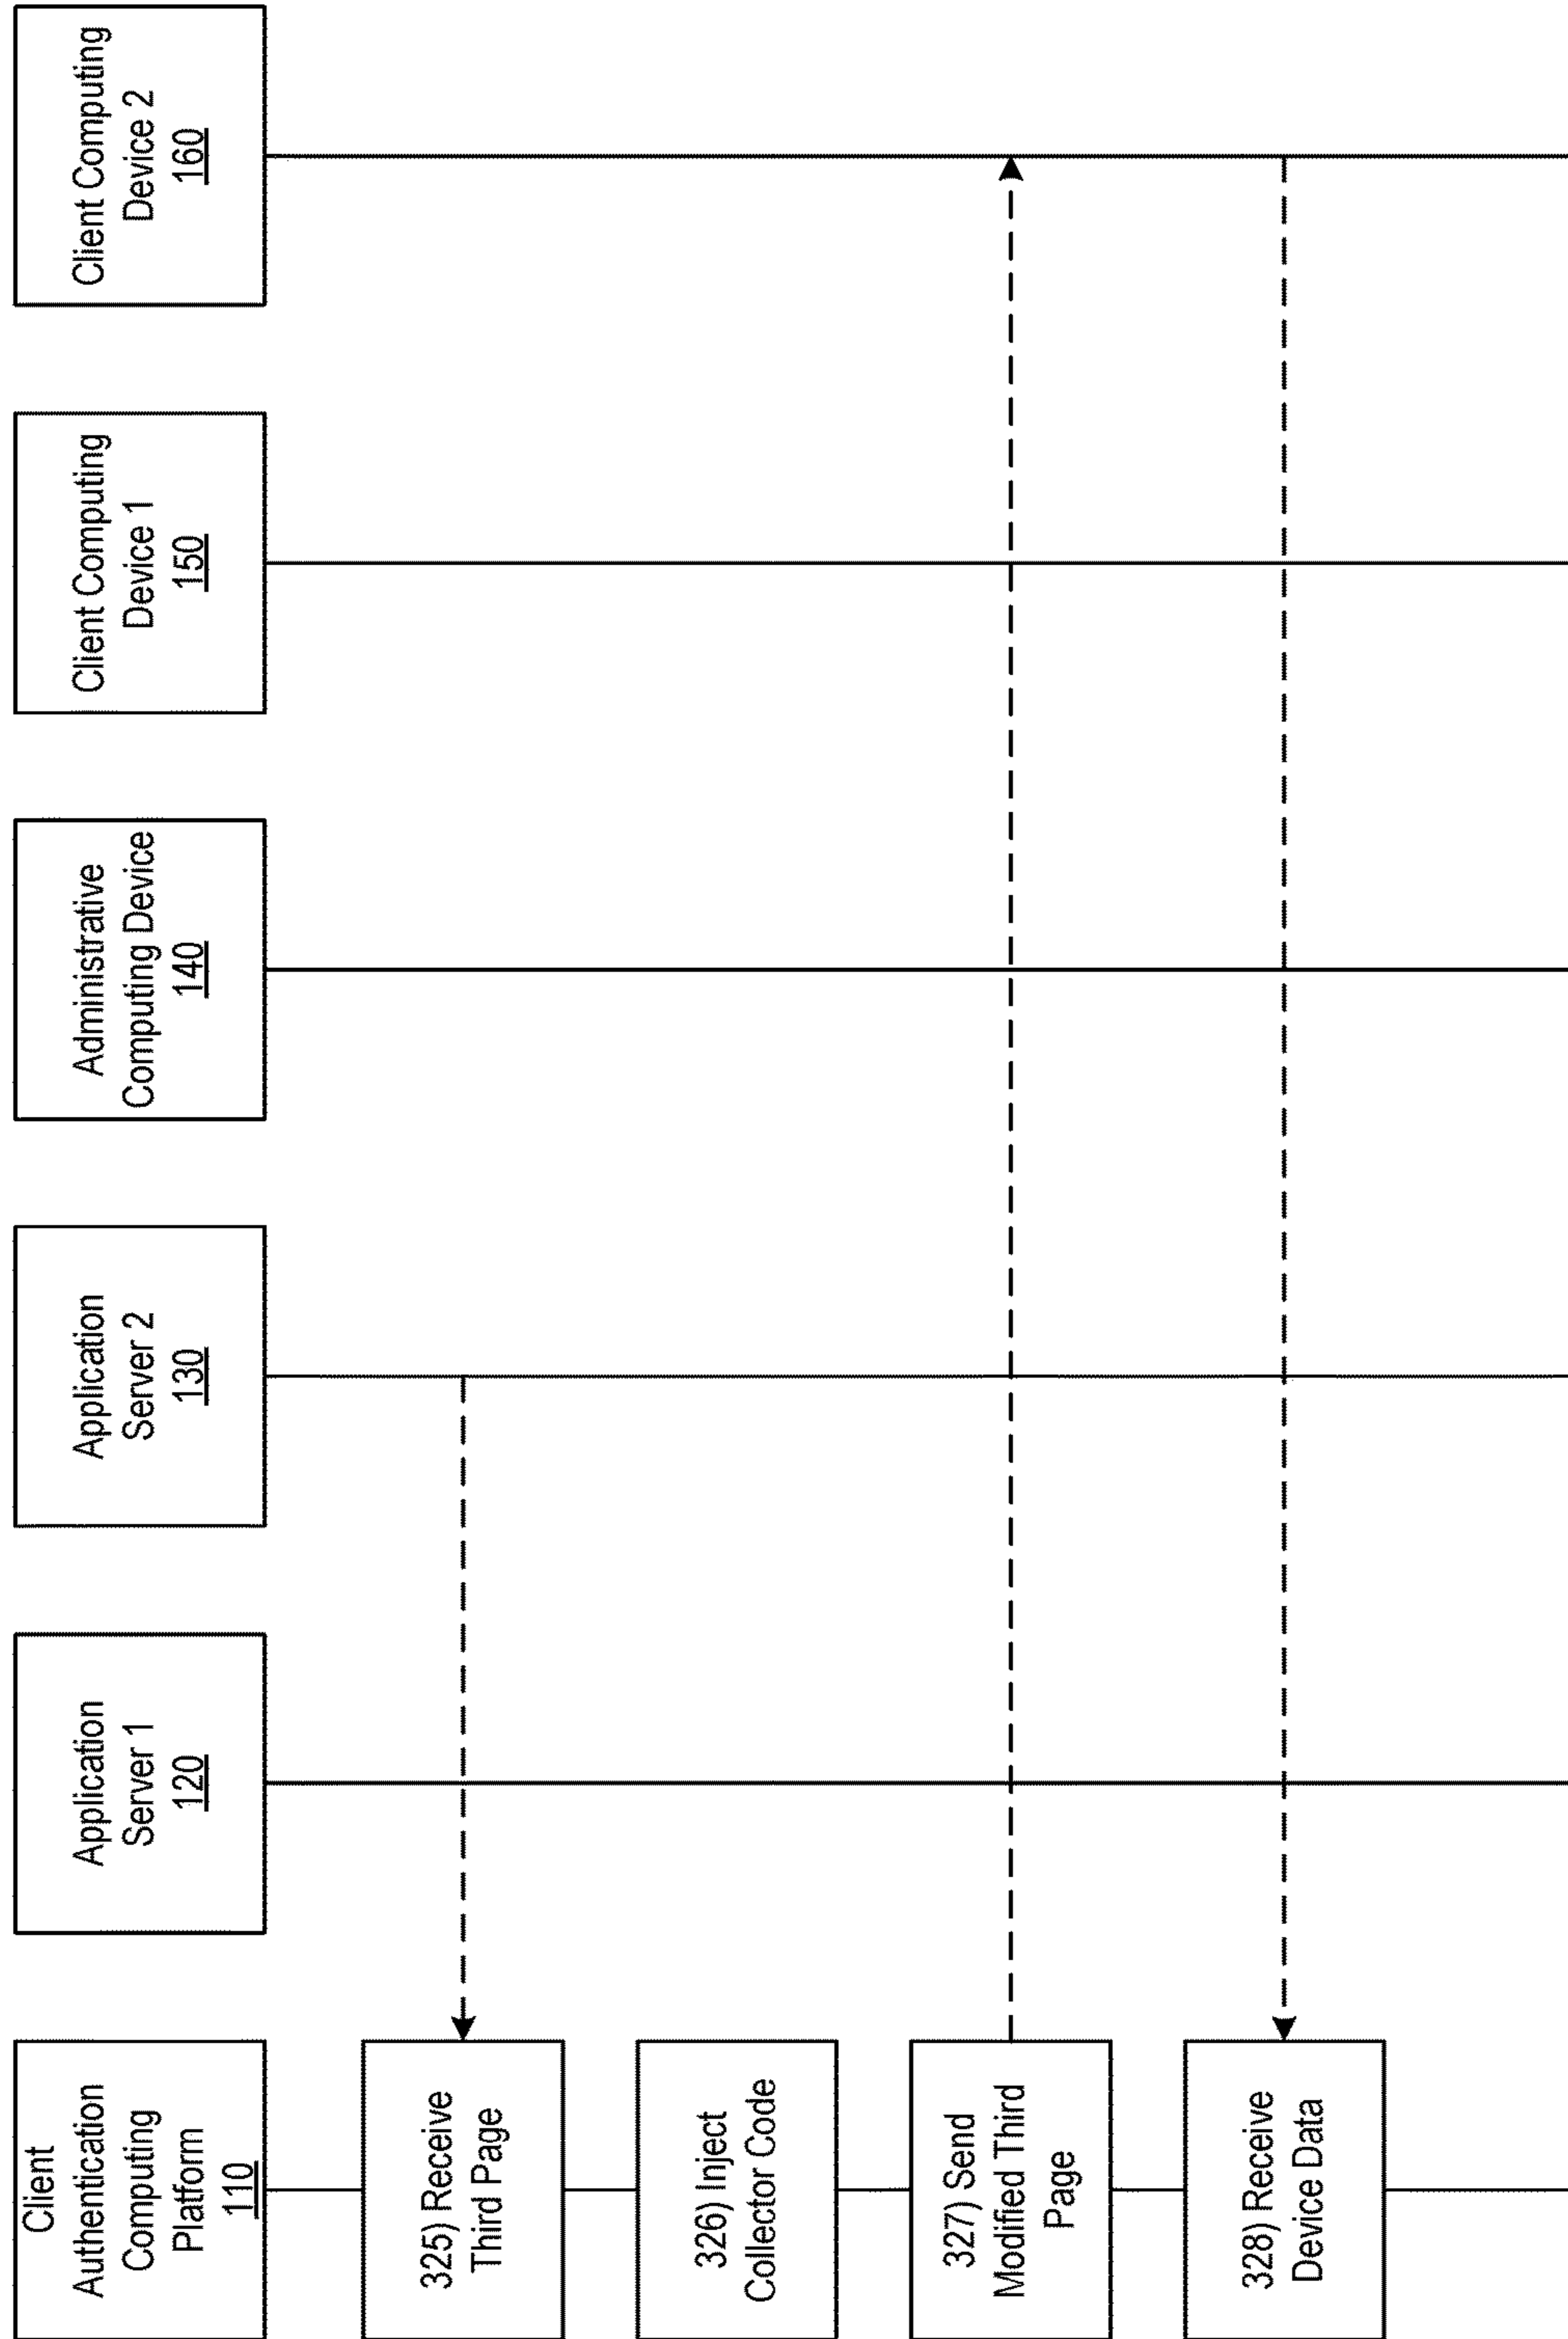 Client
Authentication
Computing
Platform
110
Application
Server 1
120
Application
Server 2
130
Administrative
Computing Device
140
Client Computing
Device 1
150
Client Computing
Device 2
160
325) Receive
Third Page
326) Inject
Collector Code
327) Send
Modified Third
Page
328) Receive
Device Data